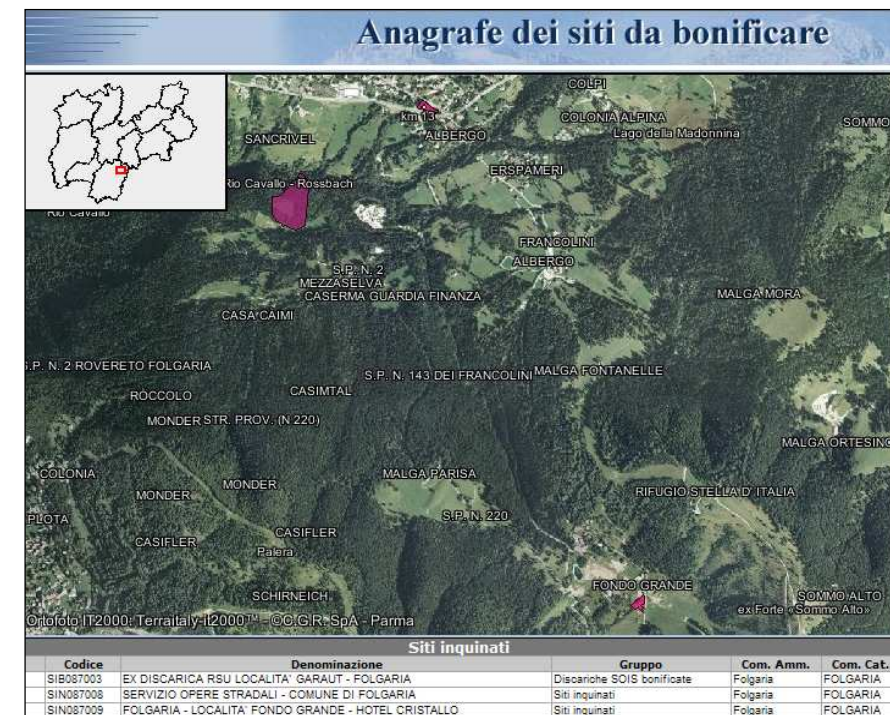 Anagrafe dei siti da bonificare
COLPI
km 13
COLONIA ALPINA
SOMMO
SANCRIVEL
ALBERGO
Lago della Madonnina
ERSPAMERI
Rio Cavallo - Rossbach
Rio Cavallo
FRANCOLINI
S.P. N. 2
ALBERGO
MEZZASELVA
CASERMA GUARDIA FINANZA
MALGA MORA
CASA CAIMI
S.P. N. 2 ROVERETO FOLGARIA
S.P. N. 143 DEI FRANCOLINI
MALGA FONTANELLE
ROCCOLO
CASIMTAL
MONDER
STR. PROV. (N 220)
MALGA ORTESINO
COLONIA
MONDER
MONDER
MALGA PARISA
RIFUGIO STELLA D' ITALIA
PLOTA
S.P. N. 220
CASIFLER
CASIFLER
Palera
FONDO GRANDE
SCHIRNEICH
SOMMO ALTO
ex Forte «Sommo Alto»
Ortofoto IT2000: Terraitaly-it2000™ - ©C.G.R. SpA - Parma
Siti inquinati
Codice Denominazione Gruppo Com. Amm. Com. Cat.
SIB087003 EX DISCARICA RSU LOCALITA' GARAUT - FOLGARIA Discariche SOIS bonificate Folgaria FOLGARIA
SIN087008 SERVIZIO OPERE STRADALI - COMUNE DI FOLGARIA Siti inquinati Folgaria FOLGARIA
SIN087009 FOLGARIA - LOCALITA' FONDO GRANDE - HOTEL CRISTALLO Siti inquinati Folgaria FOLGARIA